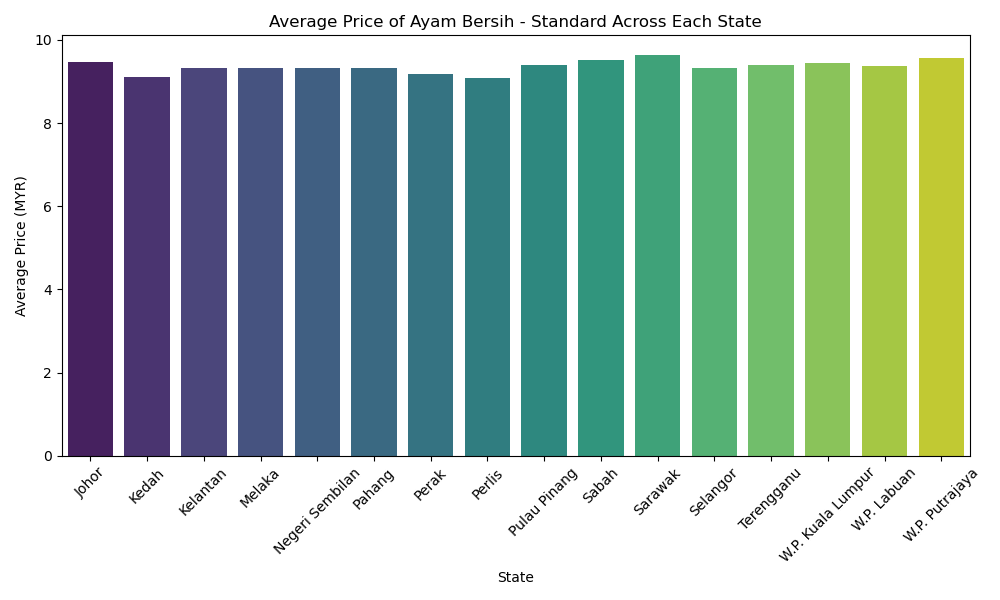 Average Price of Ayam Bersih - Standard Across Each State
Average Price (MYR)
10
8
6
4
2
0
Johor
Kedah
Kelantan
Melaka
Negeri Sembilan
Pahang
Perak
Perlis
Pulau Pinang
Sabah
Sarawak
Selangor
Terengganu
W.P. Kuala Lumpur
W.P. Labuan
W.P. Putrajaya
State